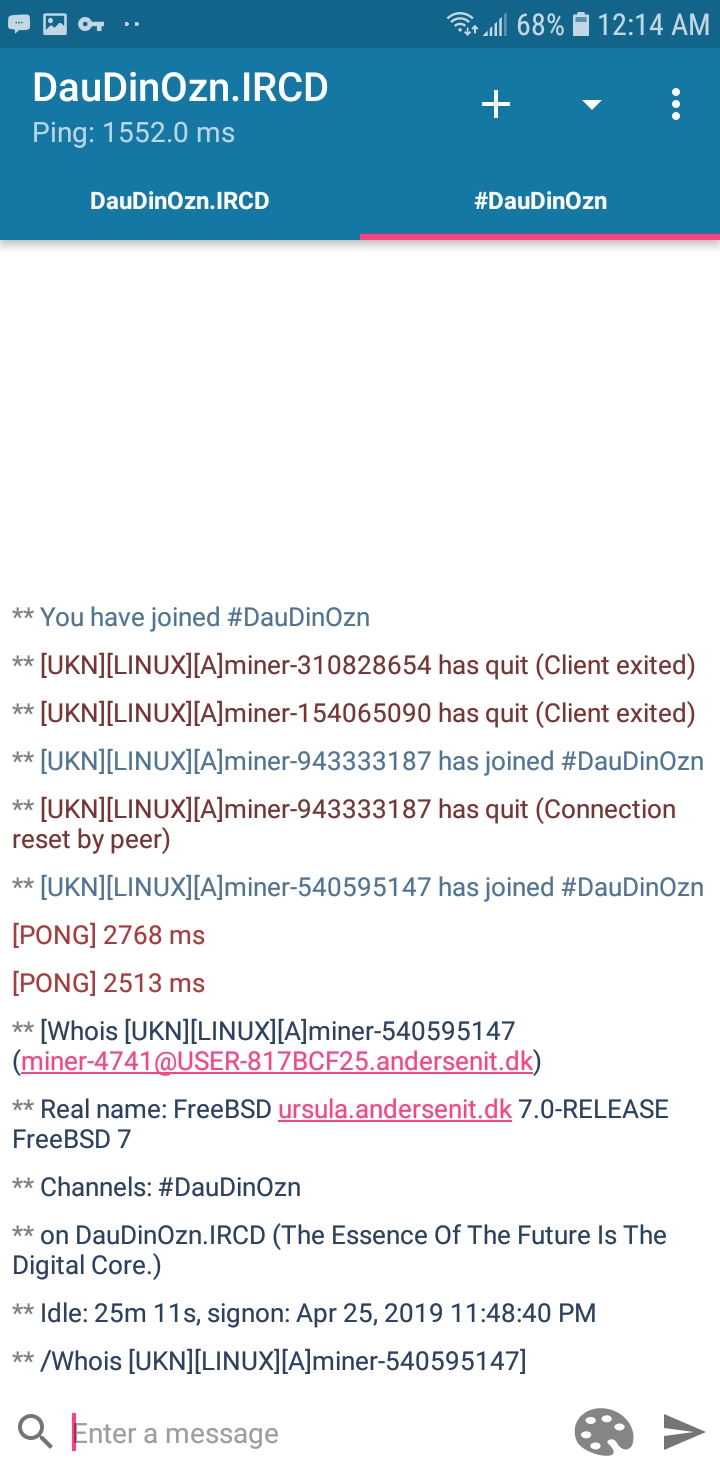 68% 12:14 AM
DauDinOzn.IRCD
Ping: 1552.0 ms
DauDinOzn.IRCD #DauDinOzn
** You have joined #DauDinOzn
** [UKN][LINUX][A]miner-310828654 has quit (Client exited)
** [UKN][LINUX][A]miner-154065090 has quit (Client exited)
** [UKN][LINUX][A]miner-943333187 has joined #DauDinOzn
** [UKN][LINUX][A]miner-943333187 has quit (Connection
reset by peer)
** [UKN][LINUX][A]miner-540595147 has joined #DauDinOzn
[PONG] 2768 ms
[PONG] 2513 ms
** [Whois [UKN][LINUX][A]miner-540595147
(miner-4741@USER-817BCF25.andersenit.dk)
** Real name: FreeBSD ursula.andersenit.dk 7.0-RELEASE
FreeBSD 7
** Channels: #DauDinOzn
** on DauDinOzn.IRCD (The Essence Of The Future Is The
Digital Core.)
** Idle: 25m 11s, signon: Apr 25, 2019 11:48:40 PM
** /Whois [UKN][LINUX][A]miner-540595147]
Enter a message